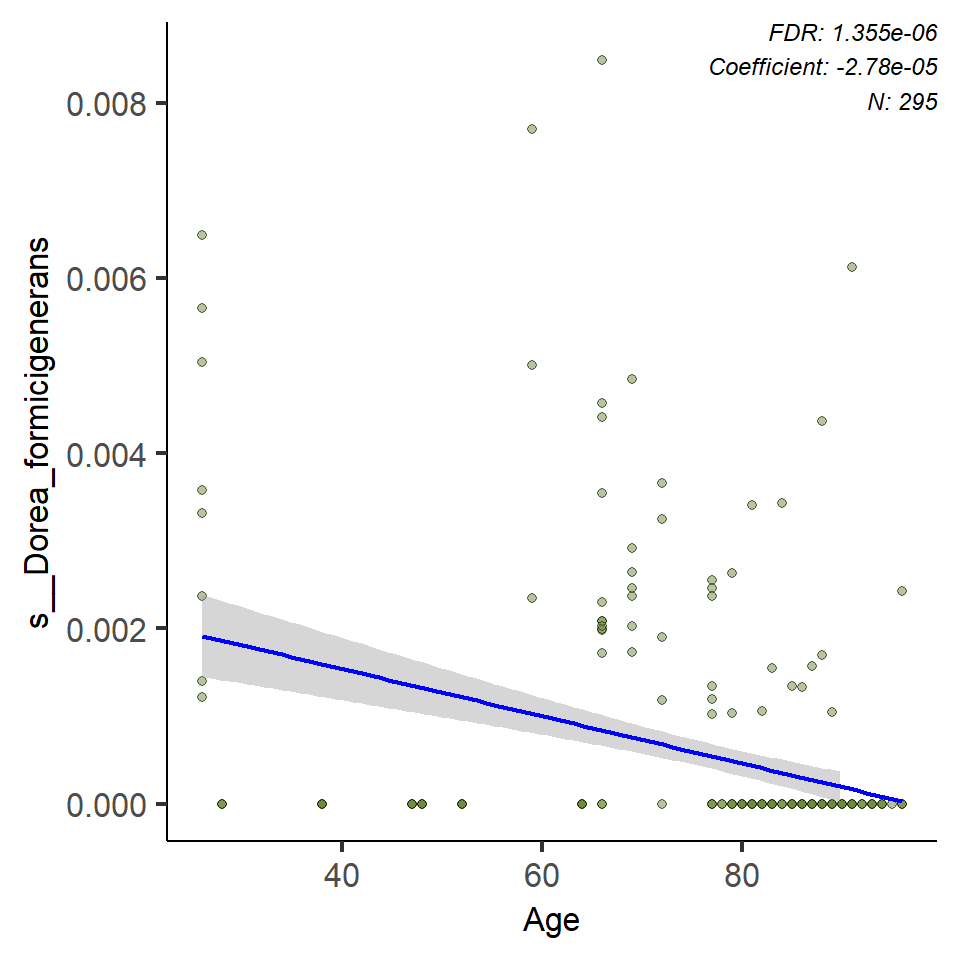 FDR: 1.355e-06
Coefficient: -2.78e-05
N: 295
s__Dorea_formicigenerans
0.008
0.006
0.004
0.002
0.000
40 60 80
Age